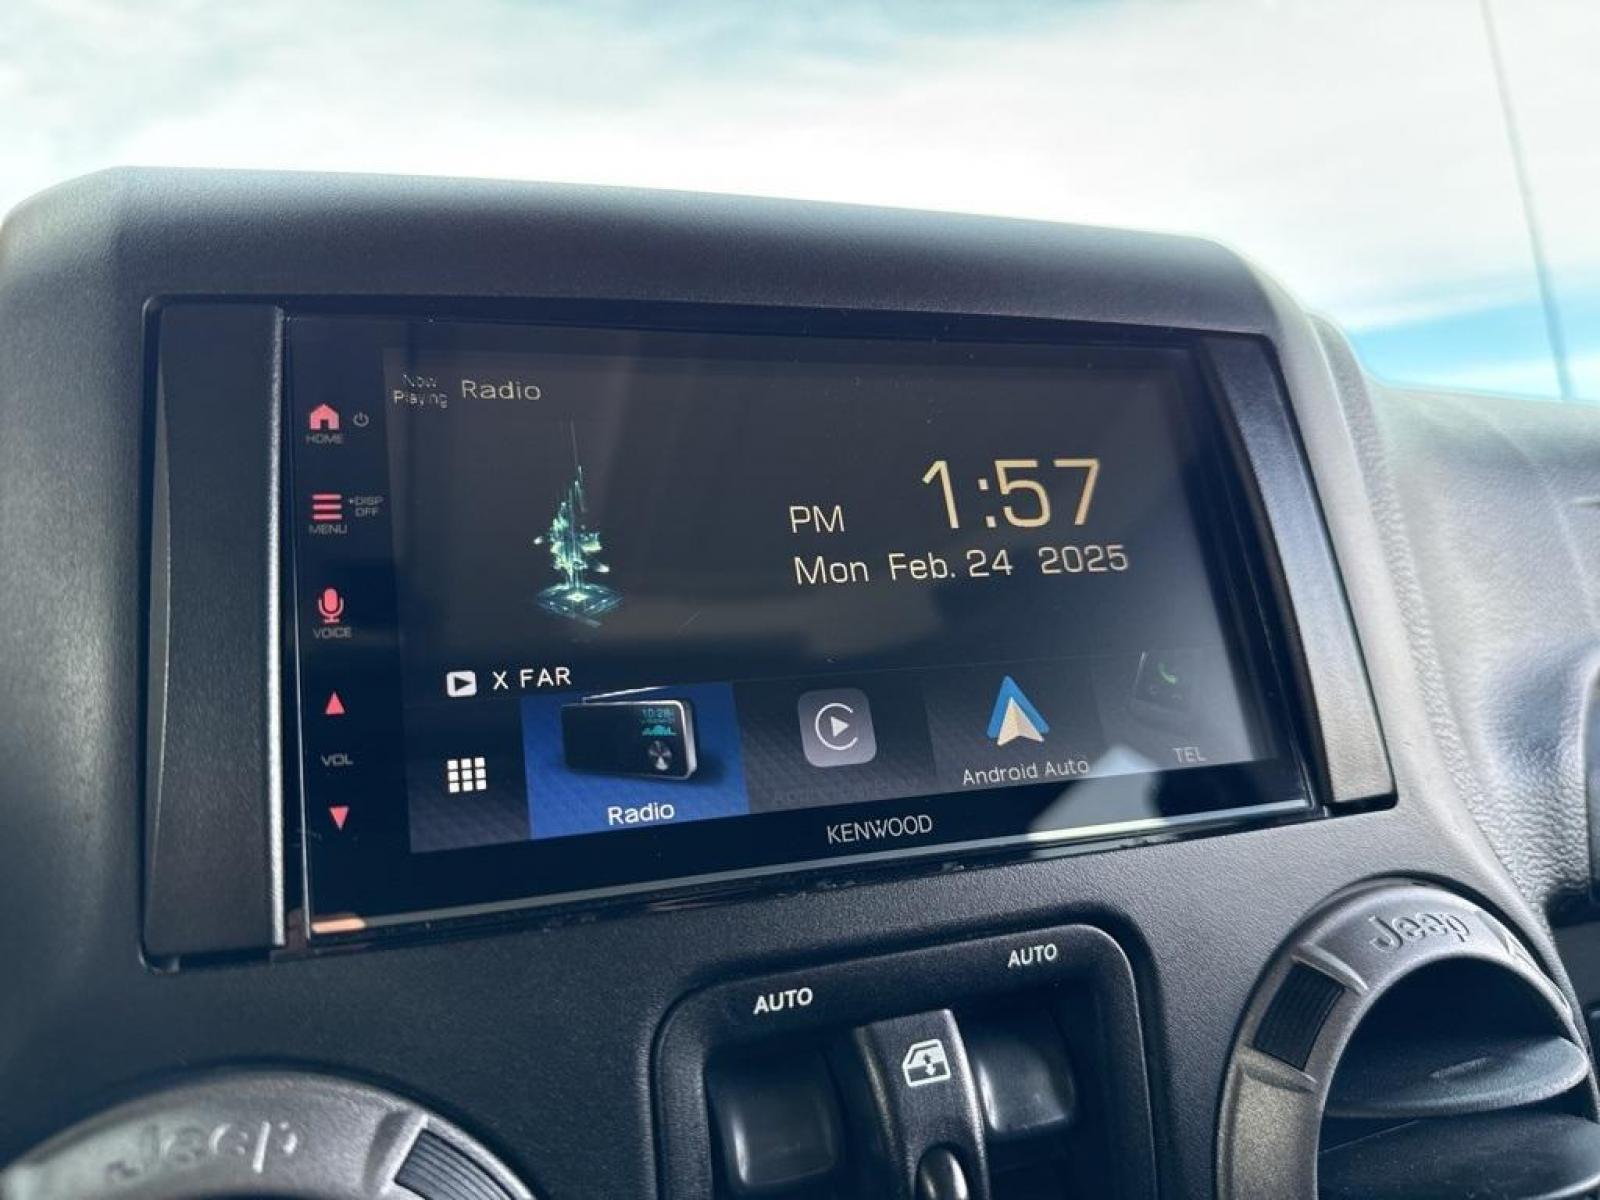 Now
Playing
Radio
HOME
PM
1:57
Mon Feb. 24 2025
•DISP
OFF
MENU
VOICE
X FAR
VOL
10:28
Radio
Android Auto
TEL
KENWOOD
AUTO
AUTO
Jeep
Jeep